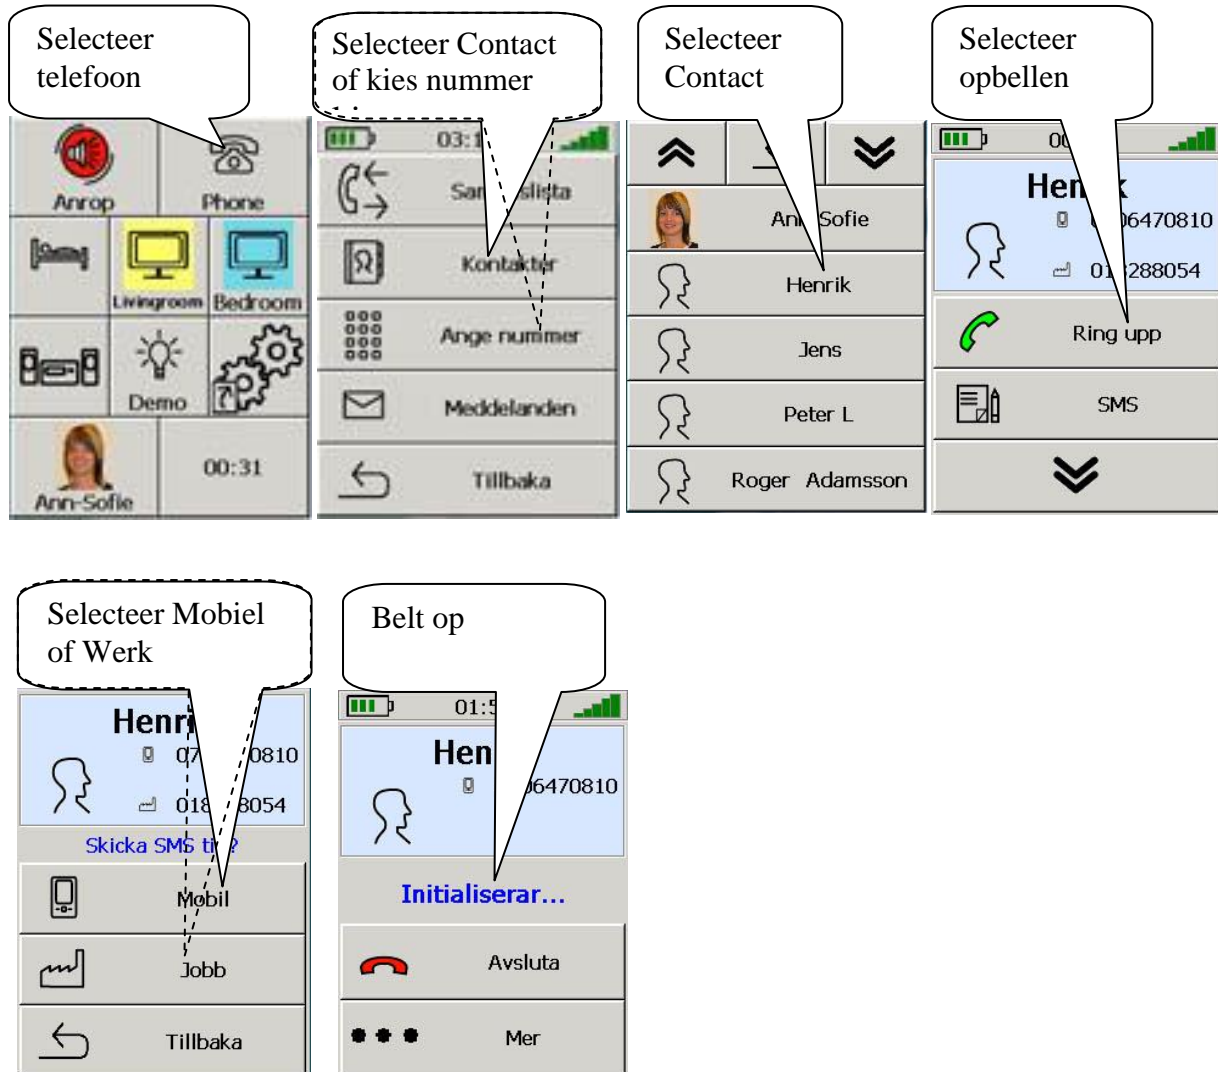 Selecteer
telefoon
Selecteer Contact
of kies nummer
Selecteer
Contact
Selecteer
opbellen
Anrop
Phone
Livingroom
Bedroom
Demo
Ann-Sofie
00:31
Kontakter
Ange nummer
Meddelanden
Tillbaka
Ann-Sofie
Henrik
Jens
Peter L
Roger Adamsson
Ring upp
SMS
Selecteer Mobiel
of Werk
Belt op
Skicka SMS
Mobil
Jobb
Tillbaka
Initialiserar...
Avsluta
Mer